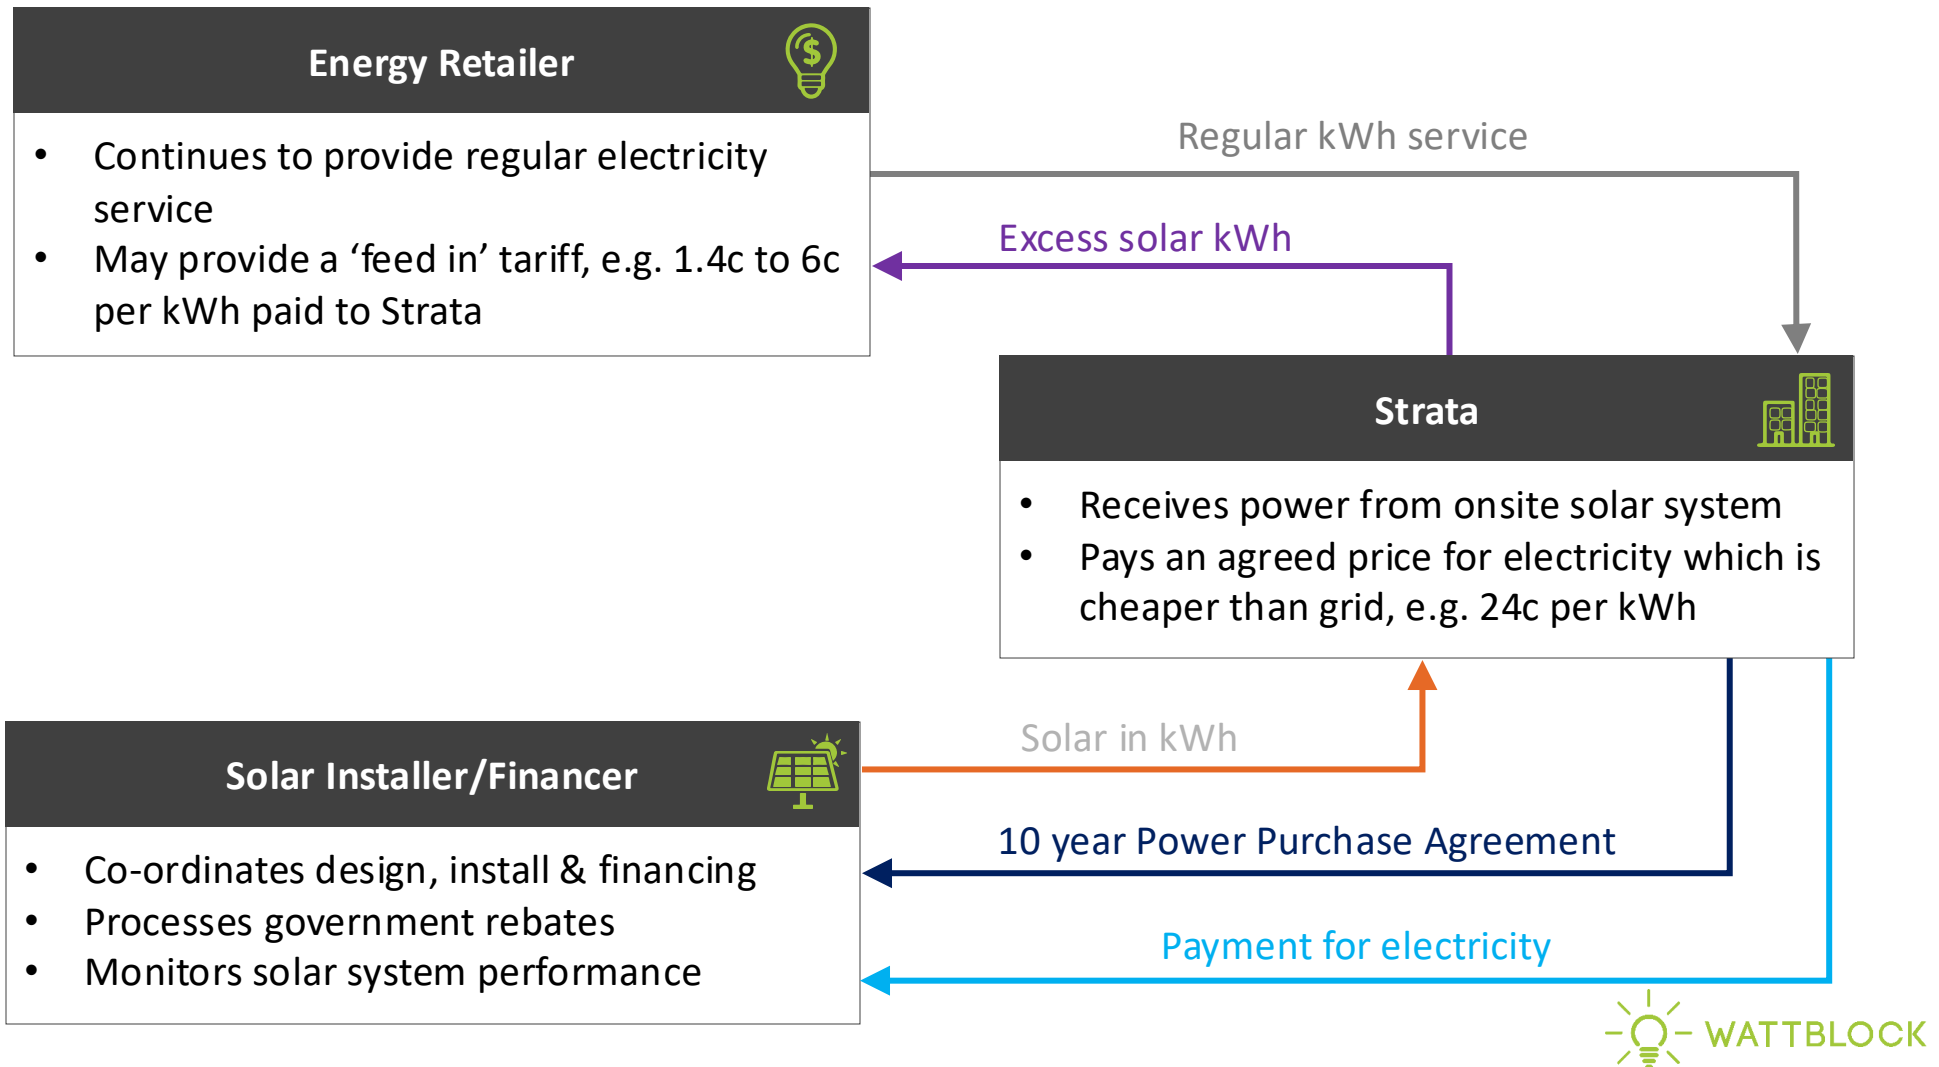 Energy Retailer
$
• Continues to provide regular electricity
service
• May provide a ‘feed in’ tariff, e.g. 1.4c to 6c
per kWh paid to Strata
Regular kWh service
Excess solar kWh
Strata
• Receives power from onsite solar system
• Pays an agreed price for electricity which is
cheaper than grid, e.g. 24c per kWh
Solar in kWh
Solar Installer/Financer
• Co-ordinates design, install & financing
• Processes government rebates
• Monitors solar system performance
10 year Power Purchase Agreement
Payment for electricity
WATTBLOCK